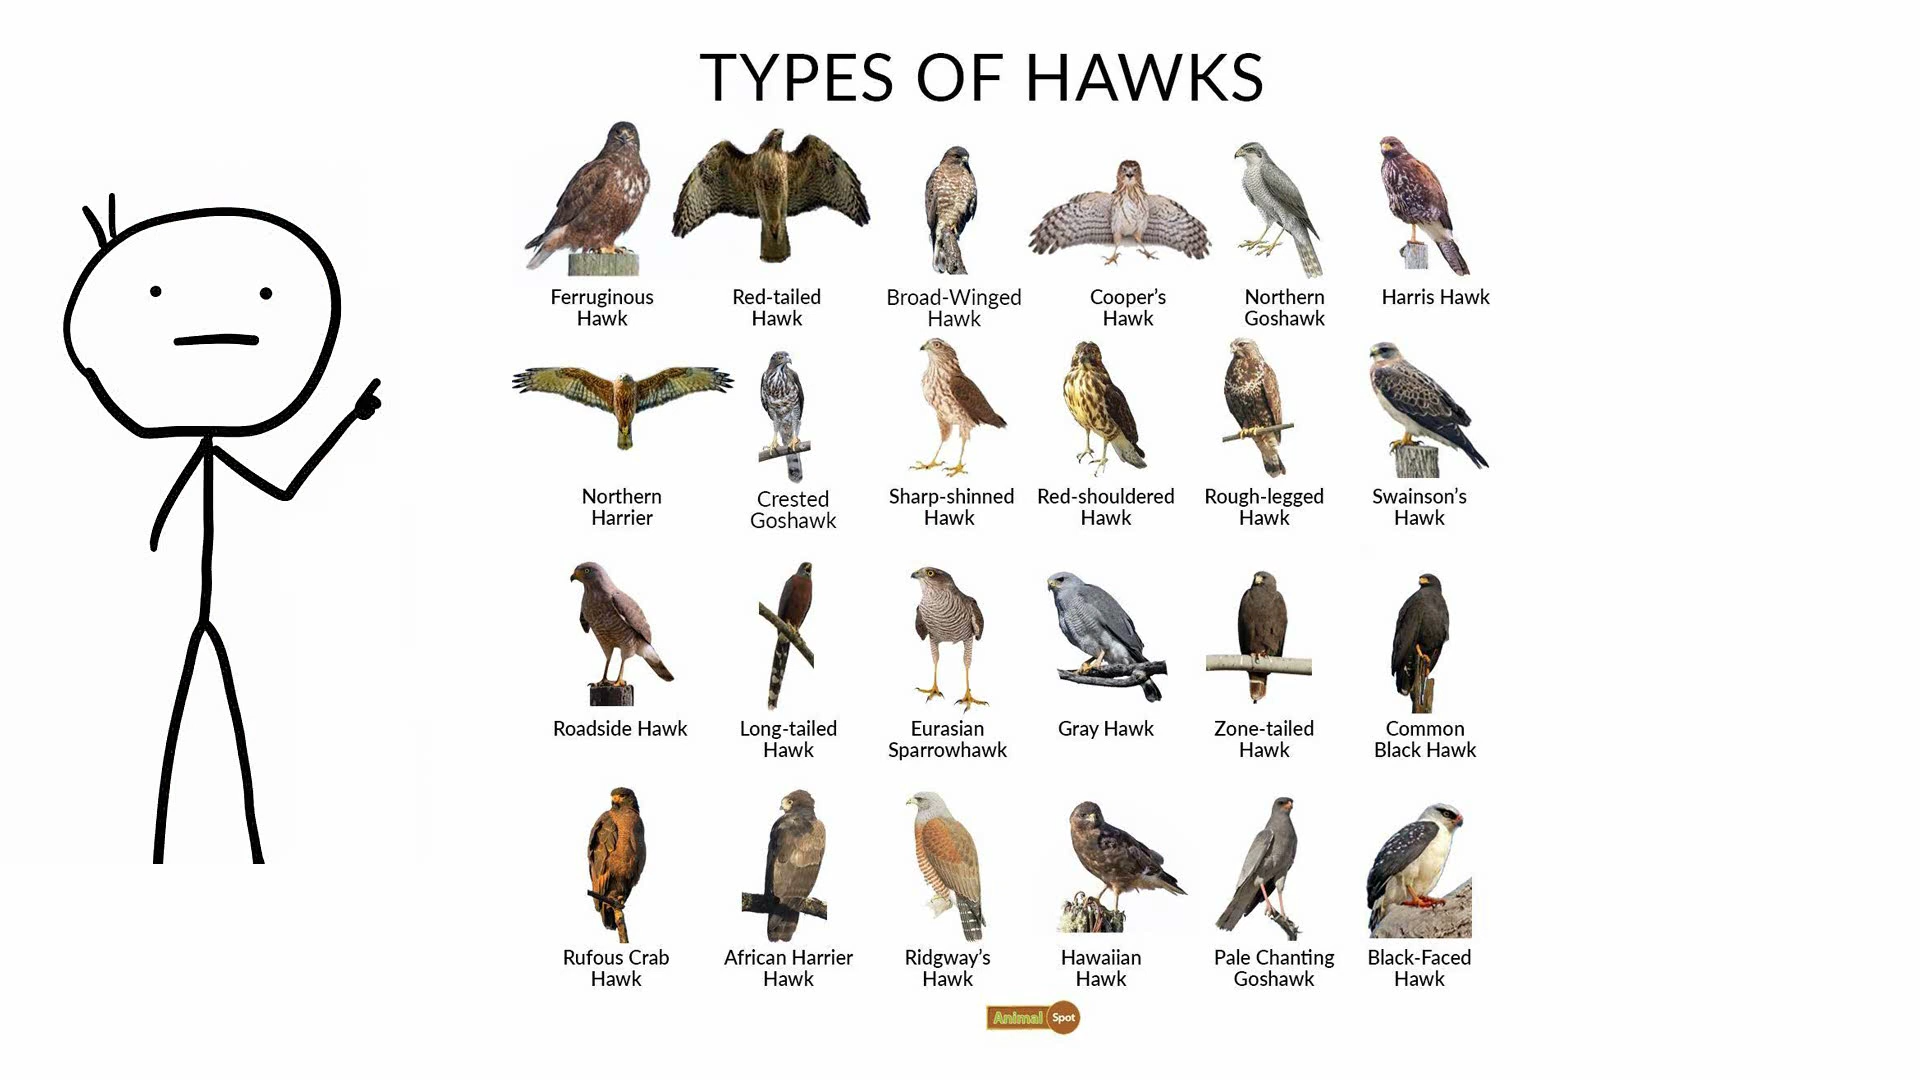 TYPES OF HAWKS
Ferruginous
Hawk
Red-tailed
Hawk
Broad-Winged
Hawk
Cooper’s
Hawk
Northern
Goshawk
Harris Hawk
Northern
Harrier
Crested
Goshawk
Sharp-shinned
Hawk
Red-shouldered
Hawk
Rough-legged
Hawk
Swainson’s
Hawk
Roadside Hawk
Long-tailed
Hawk
Eurasian
Sparrowhawk
Gray Hawk
Zone-tailed
Hawk
Common
Black Hawk
Rufous Crab
Hawk
African Harrier
Hawk
Ridgway’s
Hawk
Hawaiian
Hawk
Pale Chanting
Goshawk
Black-Faced
Hawk
Animal Spot